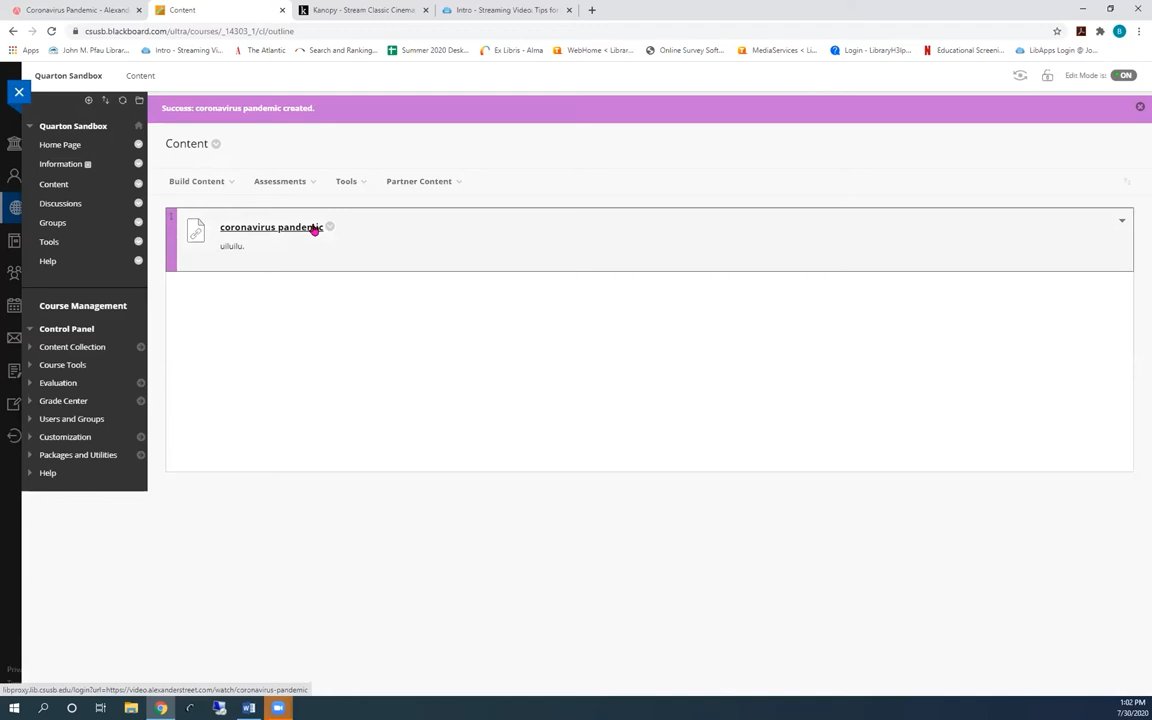 Coronavirus Pandemic - Alexand
Content
Kanopy - Stream Classic Cinema
Intro - Streaming Video: Tips for
csusb.blackboard.com/ultra/courses/_14303_1/cl/outline
B
Apps
John M. Pfau Librar...
Intro - Streaming Vi...
The Atlantic
Search and Ranking...
Summer 2020 Desk...
Ex Libris - Alma
WebHome < Librar...
Online Survey Soft...
MediaServices < Li...
Login - LibraryH3lp...
Educational Screeni...
LibApps Login @ Jo...
Quarton Sandbox
Content
Edit Mode is:
ON
Success: coronavirus pandemic created.
Quarton Sandbox
Home Page
Information
Content
Discussions
Groups
Tools
Help
Course Management
Control Panel
Content Collection
Course Tools
Evaluation
Grade Center
Users and Groups
Customization
Packages and Utilities
Help
Content
Build Content
Assessments
Tools
Partner Content
1
coronavirus pandemic
uiluilu.
libproxy.lib.csusb.edu/login?url=https://video.alexanderstreet.com/watch/coronavirus-pandemic
1:02 PM
7/30/2020